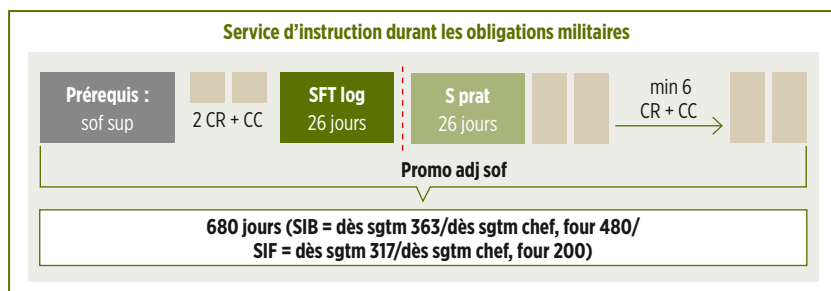 Service d’instruction durant les obligations militaires
Prérequis :
sof sup
2 CR + CC
SFT log
26 jours
S prat
26 jours
min 6
CR + CC
Promo adj sof
680 jours (SIB = dès sgtm 363/dès sgtm chef, four 480/
SIF = dès sgtm 317/dès sgtm chef, four 200)